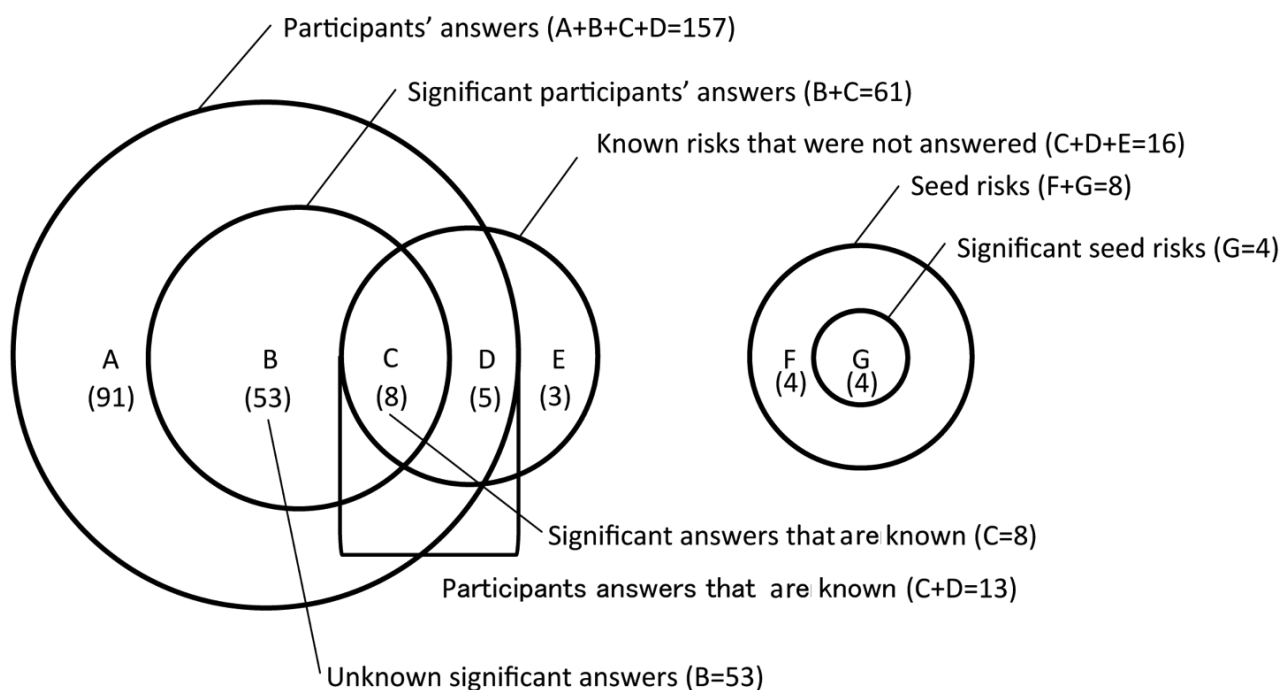 Participants' answers (A+B+C+D=157)
Significant participants' answers (B+C=61)
Known risks that were not answered (C+D+E=16)
Seed risks (F+G=8)
Significant seed risks (G=4)
A
(91)
B
(53)
C
(8)
D
(5)
E
(3)
F
(4)
G
(4)
Significant answers that are known (C=8)
Participants answers that are known (C+D=13)
Unknown significant answers (B=53)